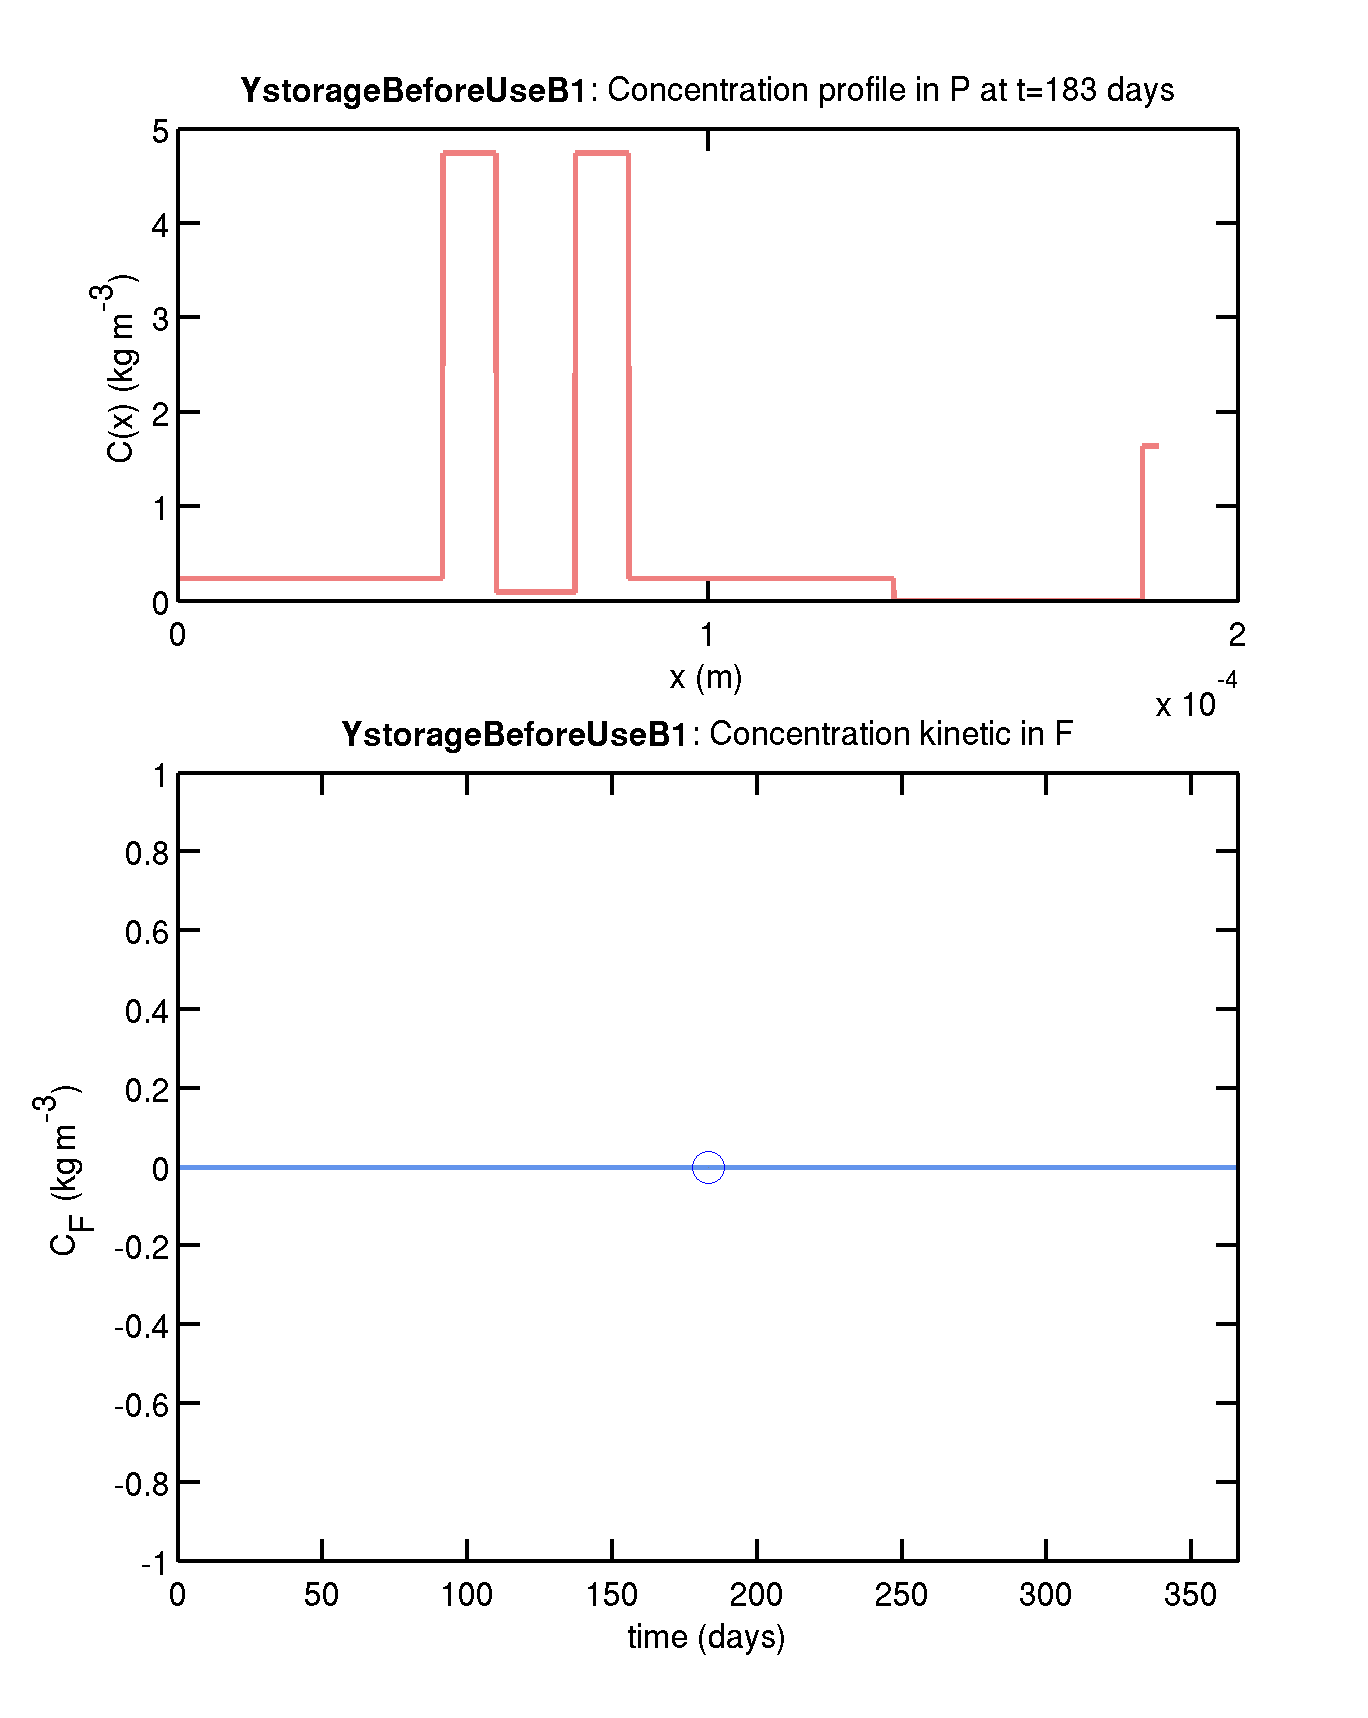 YstorageBeforeUseB1: Concentration profile in P at t=183 days
5
4
3
2
1
0
C(x) (kg m-3)
0 1 2
x (m)
x 10-4
YstorageBeforeUseB1: Concentration kinetic in F
1
0.8
0.6
0.4
0.2
0
-0.2
-0.4
-0.6
-0.8
-1
CF (kg m-3)
0 50 100 150 200 250 300 350
time (days)